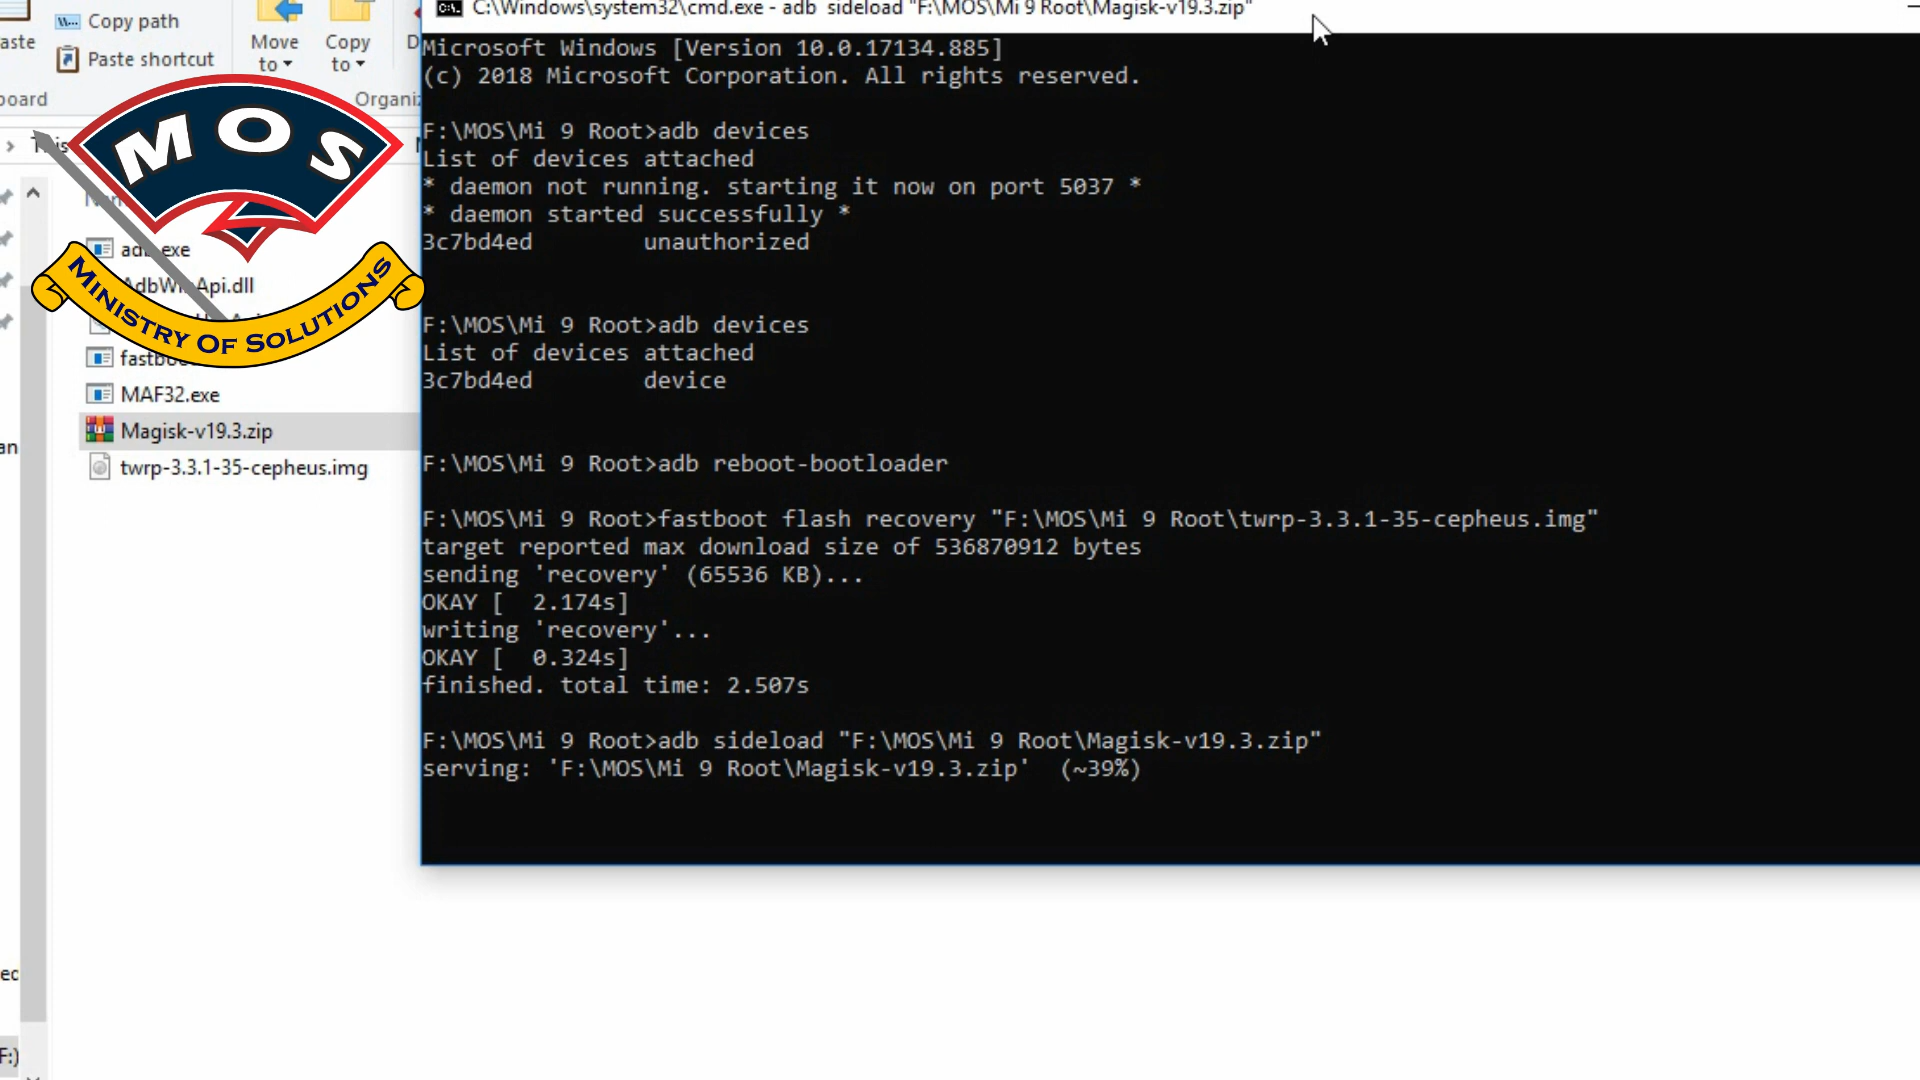 C:\Windows\system32\cmd.exe - adb  sideload "F:\MOS\Mi 9 Root\Magisk-v19.3.zip"
Copy path
Paste shortcut
Move
to
Copy
to
MOS
MINISTRY OF SOLUTIONS
AdbWinApi.dll
MAF32.exe
Magisk-v19.3.zip
twrp-3.3.1-35-cepheus.img
F:)
Microsoft Windows [Version 10.0.17134.885]
(c) 2018 Microsoft Corporation. All rights reserved.
F:\MOS\Mi 9 Root>adb devices
List of devices attached
* daemon not running. starting it now on port 5037 *
* daemon started successfully *
3c7bd4ed        unauthorized
F:\MOS\Mi 9 Root>adb devices
List of devices attached
3c7bd4ed        device
F:\MOS\Mi 9 Root>adb reboot-bootloader
F:\MOS\Mi 9 Root>fastboot flash recovery "F:\MOS\Mi 9 Root\twrp-3.3.1-35-cepheus.img"
target reported max download size of 536870912 bytes
sending 'recovery' (65536 KB)...
OKAY [  2.174s]
writing 'recovery'...
OKAY [  0.324s]
finished. total time: 2.507s
F:\MOS\Mi 9 Root>adb sideload "F:\MOS\Mi 9 Root\Magisk-v19.3.zip"
serving: 'F:\MOS\Mi 9 Root\Magisk-v19.3.zip'  (~39%)